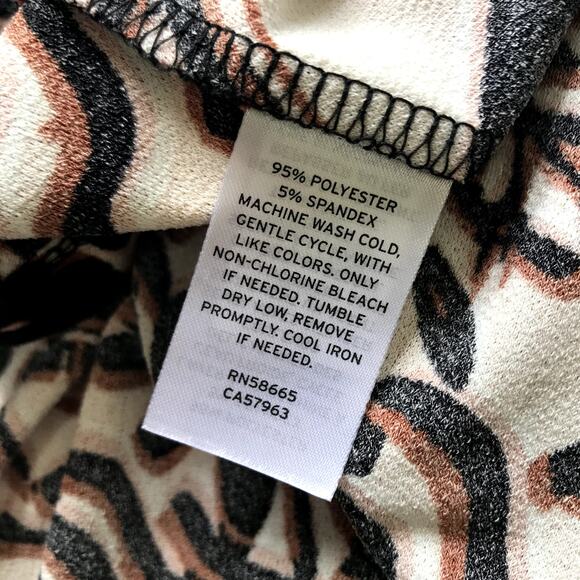 95% POLYESTER
5% SPANDEX
MACHINE WASH COLD,
GENTLE CYCLE, WITH
LIKE COLORS. ONLY
NON-CHLORINE BLEACH
IF NEEDED. TUMBLE
DRY LOW, REMOVE
PROMPTLY. COOL IRON
IF NEEDED.
RN58665
CA57963